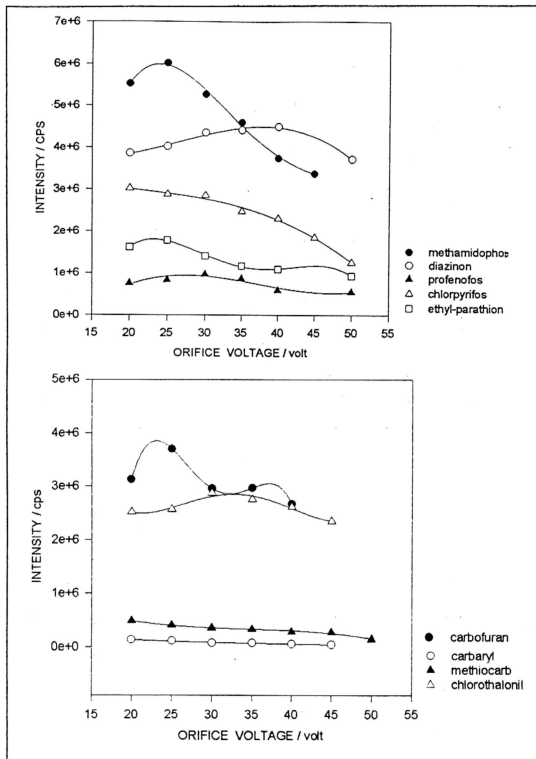 7e+6
6e+6
5e+6
4e+6
3e+6
2e+6
1e+6
0e+0
INTENSITY / CPS
15 20 25 30 35 40 45 50 55
ORIFICE VOLTAGE / volt
methamidophos
diazinon
profenofos
chlorpyrifos
ethyl-parathion
5e+6
4e+6
3e+6
2e+6
1e+6
0e+0
INTENSITY / cps
15 20 25 30 35 40 45 50 55
ORIFICE VOLTAGE / volt
carbofuran
carbaryl
methiocarb
chlorothalonil